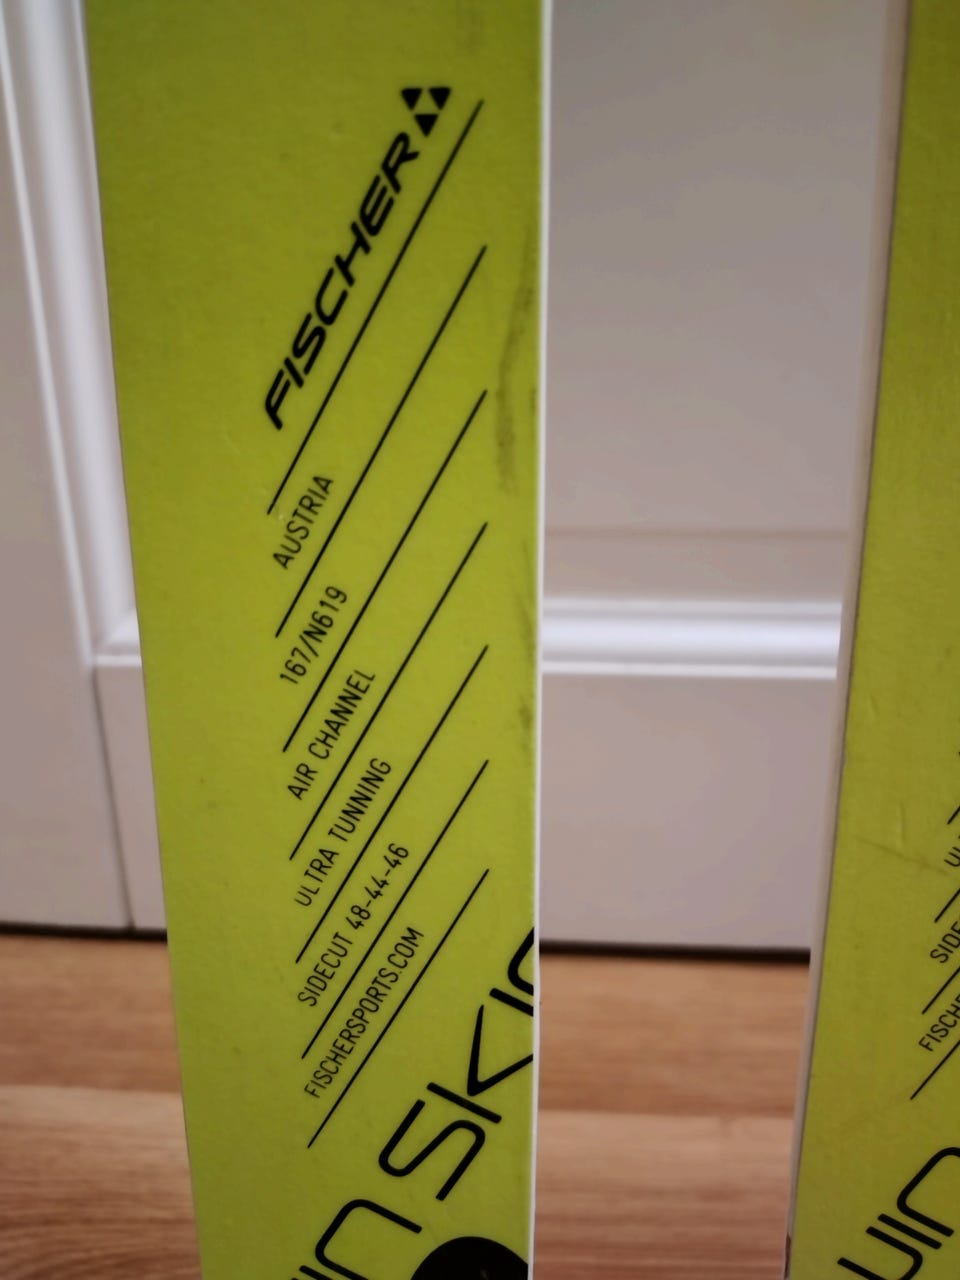 FISCHER
AUSTRIA
167/N619
AIR CHANNEL
ULTRA TUNNING
SIDECUT 48-44-46
FISCHERSPORTS.COM